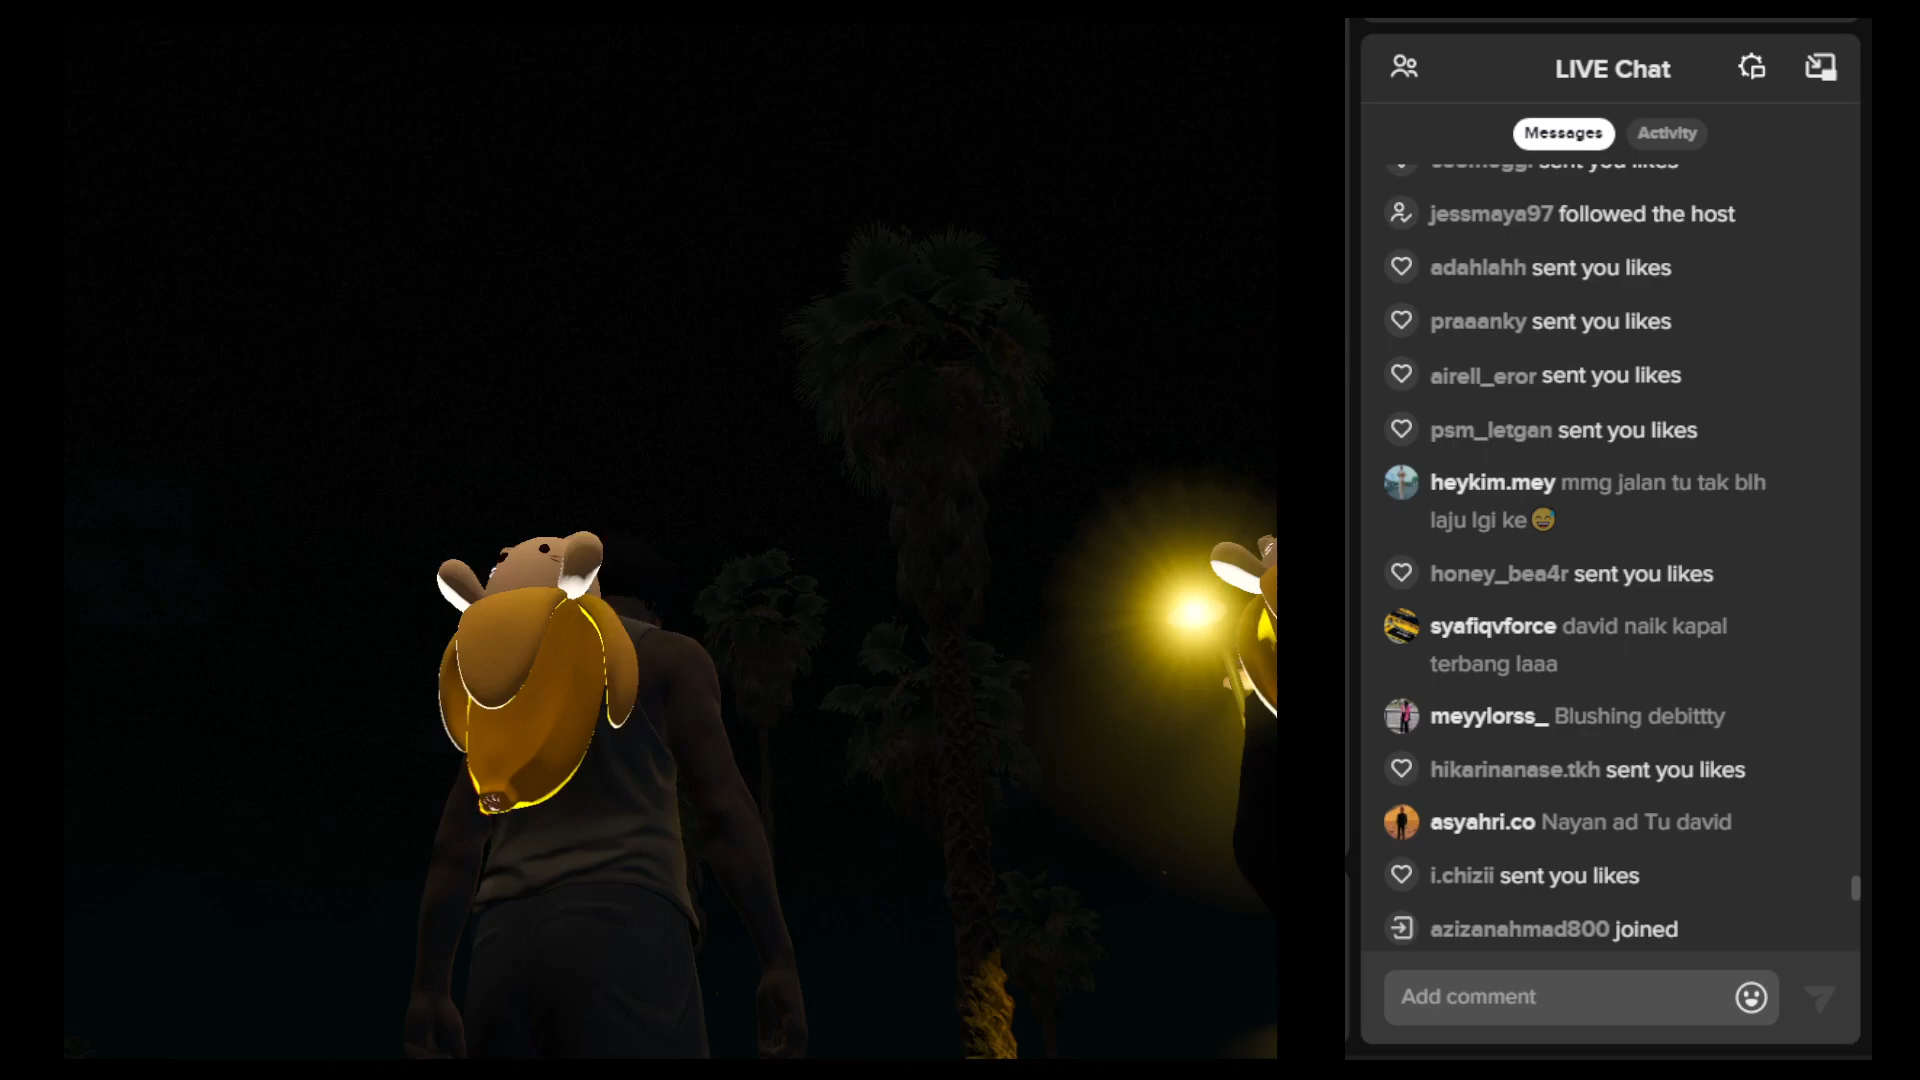 LIVE Chat
Messages
Activity
sent you likes
jessmaya97 followed the host
adahlahh sent you likes
praaanky sent you likes
airell_eror sent you likes
psm_letgan sent you likes
heykim.mey mmg jalan tu tak blh
laju lgi ke😅
honey_bea4r sent you likes
syafiqvforce david naik kapal
terbang laaa
meyylorss_ Blushing debittty
hikarinanase.tkh sent you likes
asyahri.co Nayan ad Tu david
i.chizii sent you likes
azizanahmad800 joined
Add comment